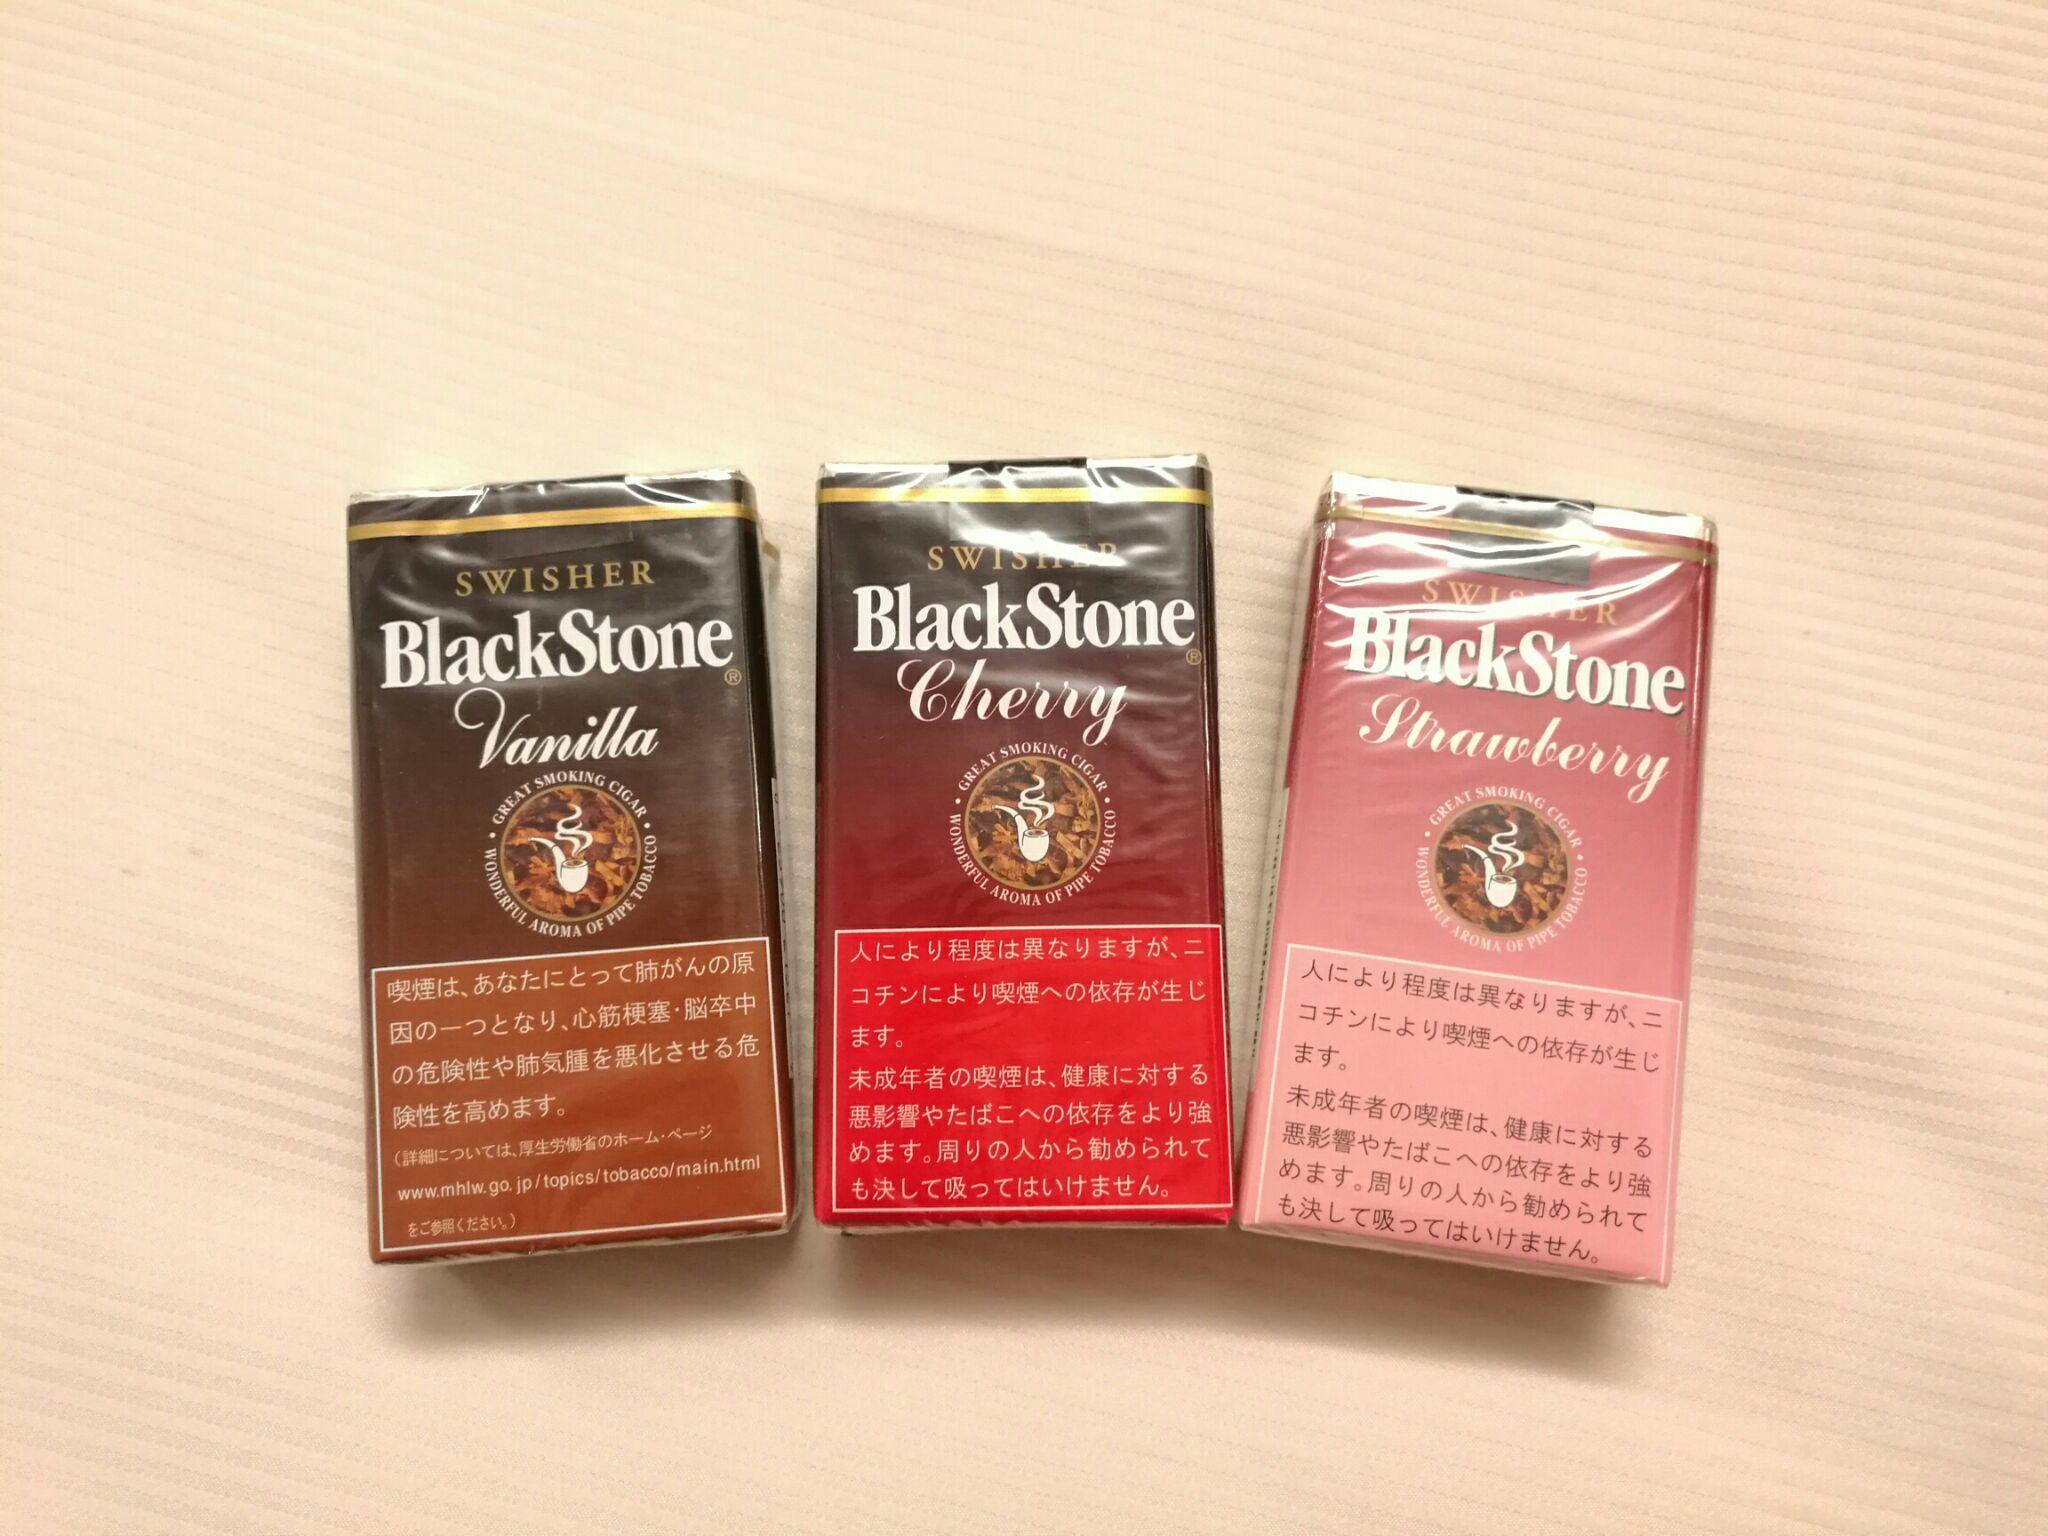 SWISHER
BlackStone
®
Vanilla
• GREAT SMOKING CIGAR •
WONDERFUL AROMA OF PIPE TOBACCO
喫煙は、あなたにとって肺がんの原
因の一つとなり、心筋梗塞・脳卒中
の危険性や肺気腫を悪化させる危
険性を高めます。
(詳細については、厚生労働省のホーム・ページ
www.mhlw.go.jp/topics/tobacco/main.html
をご参照ください。)
SWISHER
BlackStone
®
Cherry
• GREAT SMOKING CIGAR •
WONDERFUL AROMA OF PIPE TOBACCO
人により程度は異なりますが、ニ
コチンにより喫煙への依存が生じ
ます。
未成年者の喫煙は、健康に対する
悪影響やたばこへの依存をより強
めます。周りの人から勧められて
も決して吸ってはいけません。
SWISHER
BlackStone
®
Strawberry
• GREAT SMOKING CIGAR •
WONDERFUL AROMA OF PIPE TOBACCO
人により程度は異なりますが、ニ
コチンにより喫煙への依存が生じ
ます。
未成年者の喫煙は、健康に対する
悪影響やたばこへの依存をより強
めます。周りの人から勧められて
も決して吸ってはいけません。